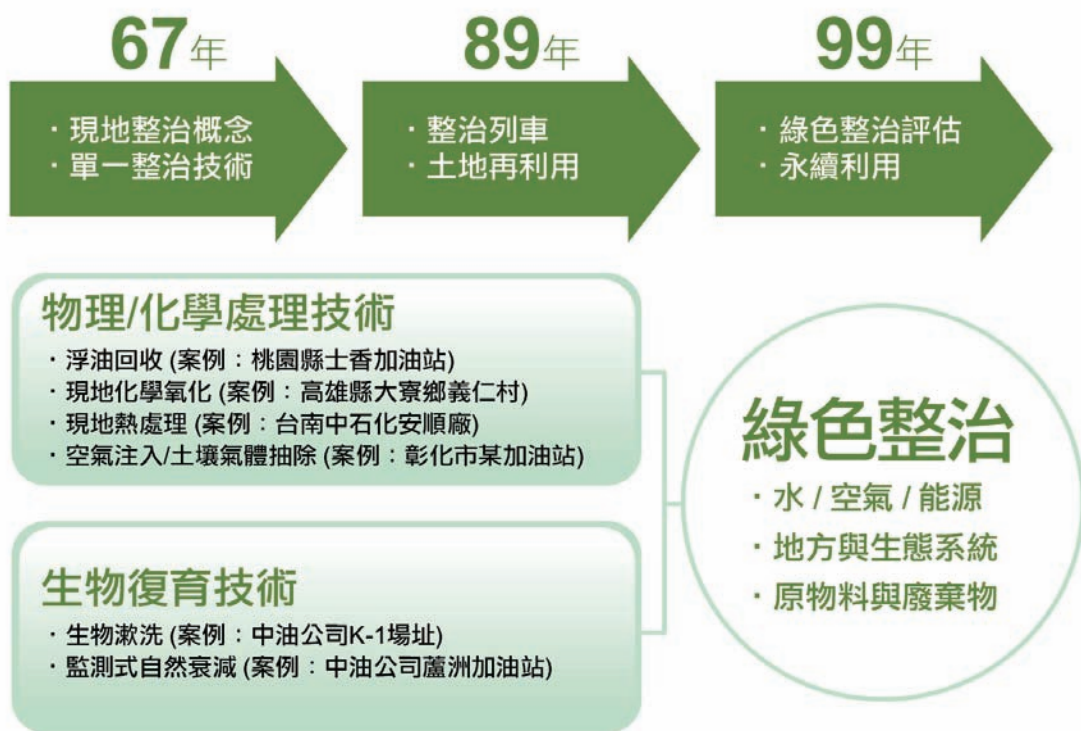 67年
89年
99年
・現地整治概念
・單一整治技術
・整治列車
・土地再利用
・綠色整治評估
・永續利用
物理/化學處理技術
・浮油回收 (案例：桃園縣士香加油站)
・現地化學氧化 (案例：高雄縣大寮鄉義仁村)
・現地熱處理 (案例：台南中石化安順廠)
・空氣注入/土壤氣體抽除 (案例：彰化市某加油站)
生物復育技術
・生物漱洗 (案例：中油公司K-1場址)
・監測式自然衰減 (案例：中油公司蘆洲加油站)
綠色整治
・水 / 空氣 / 能源
・地方與生態系統
・原物料與廢棄物